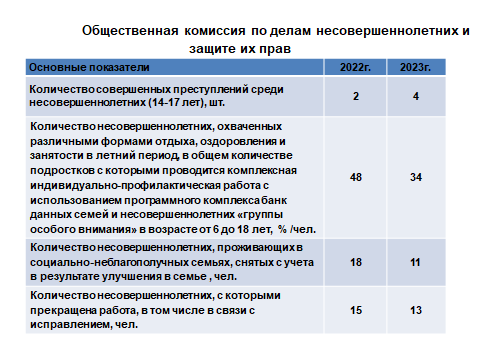 Общественная комиссия по делам несовершеннолетних и
защите их прав
Основные показатели 2022г. 2023г.
Количество совершенных преступлений среди
несовершеннолетних (14-17 лет), шт. 2 4
Количество несовершеннолетних, охваченных
различными формами отдыха, оздоровления и
занятости в летний период, в общем количестве
подростков с которыми проводится комплексная
индивидуально-профилактическая работа с
использованием программного комплекса банк
данных семей и несовершеннолетних «группы
особого внимания» в возрасте от 6 до 18 лет, % /чел. 48 34
Количество несовершеннолетних, проживающих в
социально-неблагополучных семьях, снятых с учета
в результате улучшения в семье , чел. 18 11
Количество несовершеннолетних, с которыми
прекращена работа, в том числе в связи с
исправлением, чел. 15 13